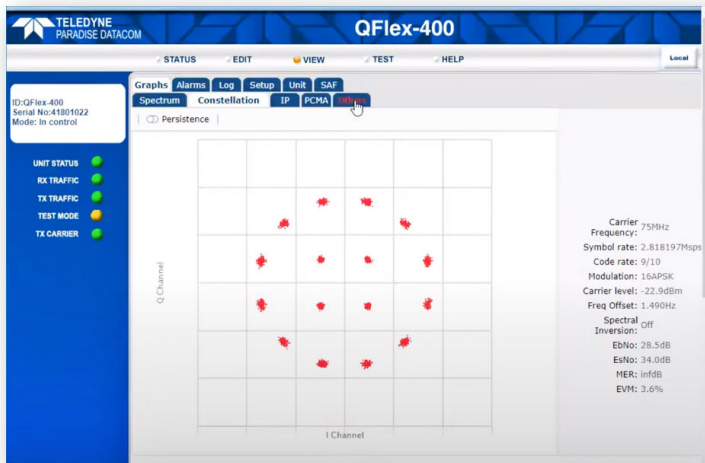 TELEDYNE
PARADISE DATACOM
QFlex-400
STATUS EDIT VIEW TEST HELP
Local
ID:QFlex-400
Serial No:41801022
Mode: In control
UNIT STATUS
RX TRAFFIC
TX TRAFFIC
TEST MODE
TX CARRIER
Graphs Alarms Log Setup Unit SAF
Spectrum Constellation IP PCMA
Persistence
Q Channel
I Channel
Carrier Frequency: 75MHz
Symbol rate: 2.818197Msps
Code rate: 9/10
Modulation: 16APSK
Carrier level: -22.9dBm
Freq Offset: 1.490Hz
Spectral Inversion: Off
EbNo: 28.5dB
EsNo: 34.0dB
MER: infdB
EVM: 3.6%